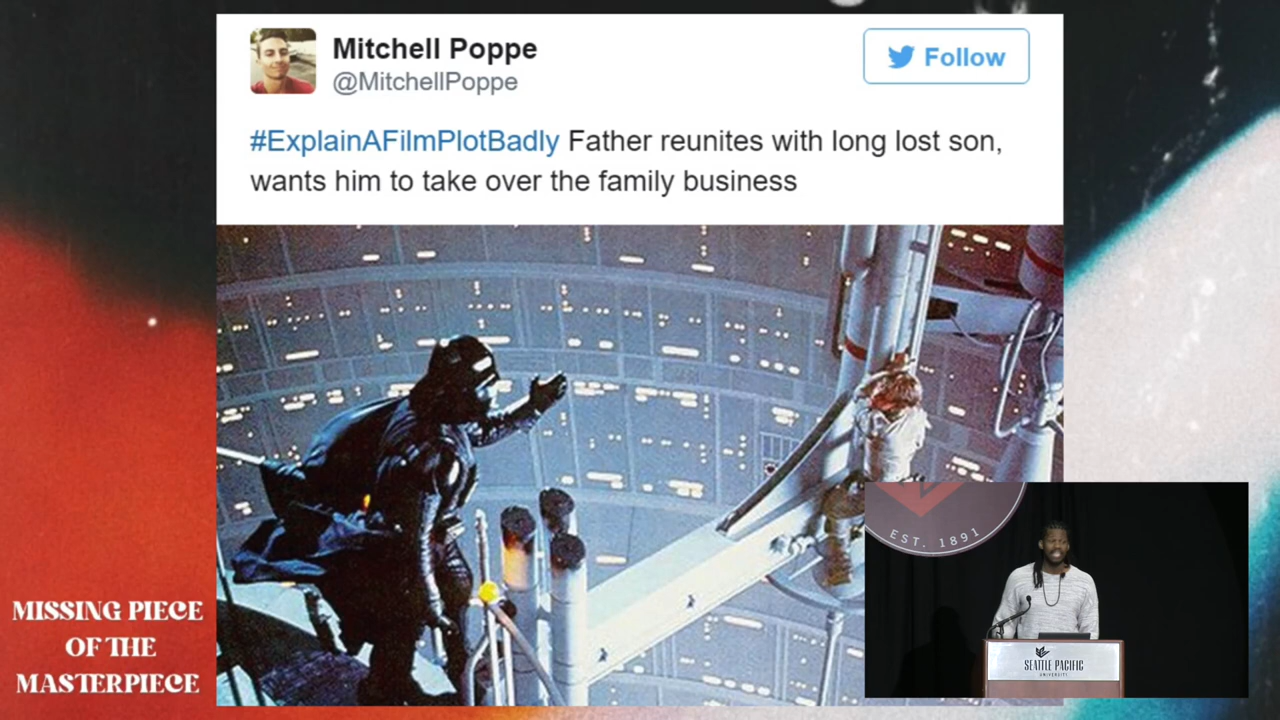 Mitchell Poppe
@MitchellPoppe
Follow
#ExplainAFilmPlotBadly Father reunites with long lost son,
wants him to take over the family business
MISSING PIECE
OF THE
MASTERPIECE
EST. 1891
SEATTLE PACIFIC
UNIVERSITY